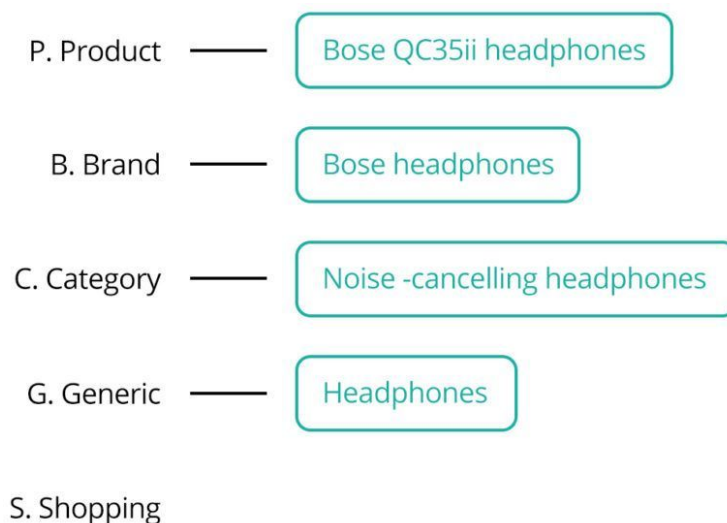 P. Product Bose QC35ii headphones
B. Brand Bose headphones
C. Category Noise -cancelling headphones
G. Generic Headphones
S. Shopping